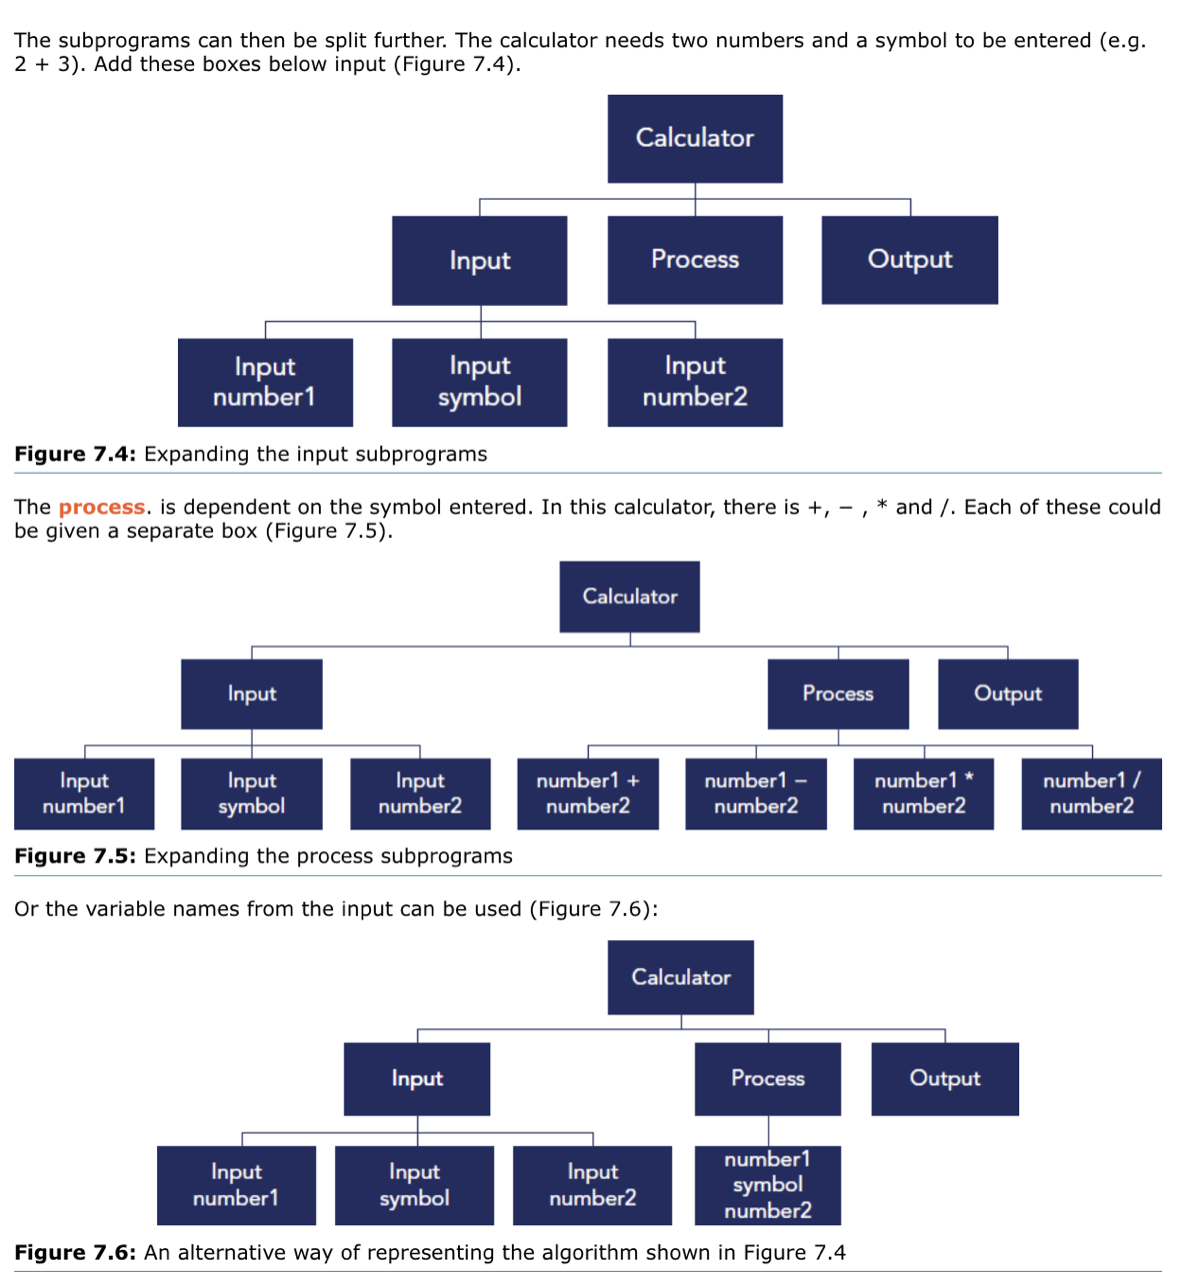 The subprograms can then be split further. The calculator needs two numbers and a symbol to be entered (e.g.
2 + 3). Add these boxes below input (Figure 7.4).
Calculator
Input
Process
Output
Input
number1
Input
symbol
Input
number2
Figure 7.4: Expanding the input subprograms
The process. is dependent on the symbol entered. In this calculator, there is +, − , * and /. Each of these could
be given a separate box (Figure 7.5).
Calculator
Input
Process
Output
Input
number1
Input
symbol
Input
number2
number1 +
number2
number1 −
number2
number1 *
number2
number1 /
number2
Figure 7.5: Expanding the process subprograms
Or the variable names from the input can be used (Figure 7.6):
Calculator
Input
Process
Output
Input
number1
Input
symbol
Input
number2
number1
symbol
number2
Figure 7.6: An alternative way of representing the algorithm shown in Figure 7.4